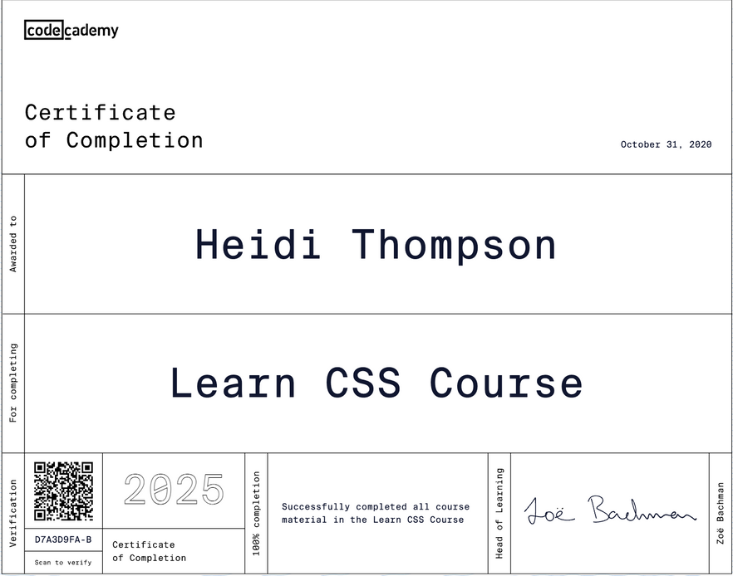 codecademy
Certificate
of Completion
October 31, 2020
Awarded to
Heidi Thompson
For completing
Learn CSS Course
Verification
D7A3D9FA-B
Scan to verify
2025
Certificate
of Completion
100% completion
Successfully completed all course
material in the Learn CSS Course
Head of Learning
Zoë Bachman
Zoë Bachman